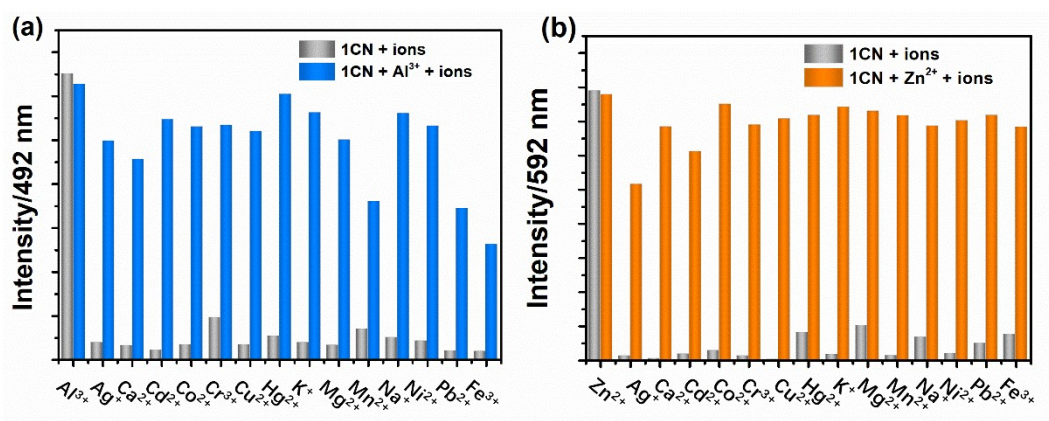 (a)
1CN + ions
1CN + Al³⁺ + ions
Intensity/492 nm
Al³⁺ Ag⁺ Ca²⁺ Cd²⁺ Co²⁺ Cr³⁺ Cu²⁺ Hg²⁺ K⁺ Mg²⁺ Mn²⁺ Na⁺ Ni²⁺ Pb²⁺ Fe³⁺
(b)
1CN + ions
1CN + Zn²⁺ + ions
Intensity/592 nm
Zn²⁺ Ag⁺ Ca²⁺ Cd²⁺ Co²⁺ Cr³⁺ Cu²⁺ Hg²⁺ K⁺ Mg²⁺ Mn²⁺ Na⁺ Ni²⁺ Pb²⁺ Fe³⁺